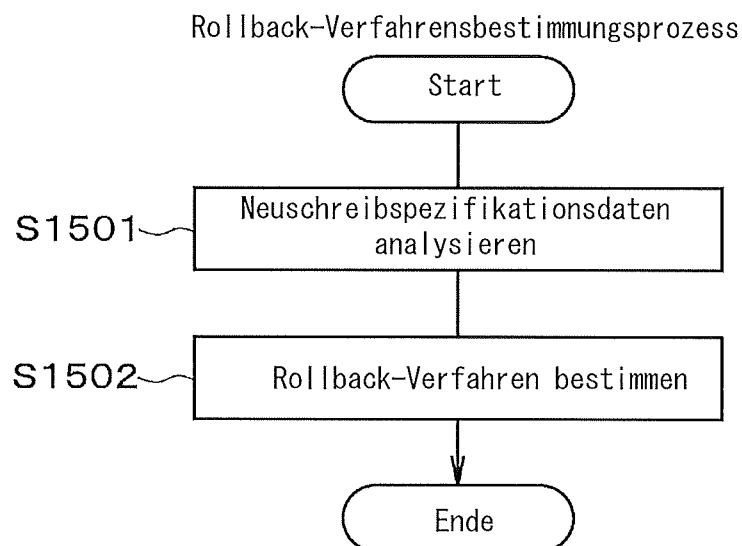 Rollback-Verfahrensbestimmungsprozess
Start
S1501
Neuschreibspezifikationsdaten
analysieren
S1502
Rollback-Verfahren bestimmen
Ende